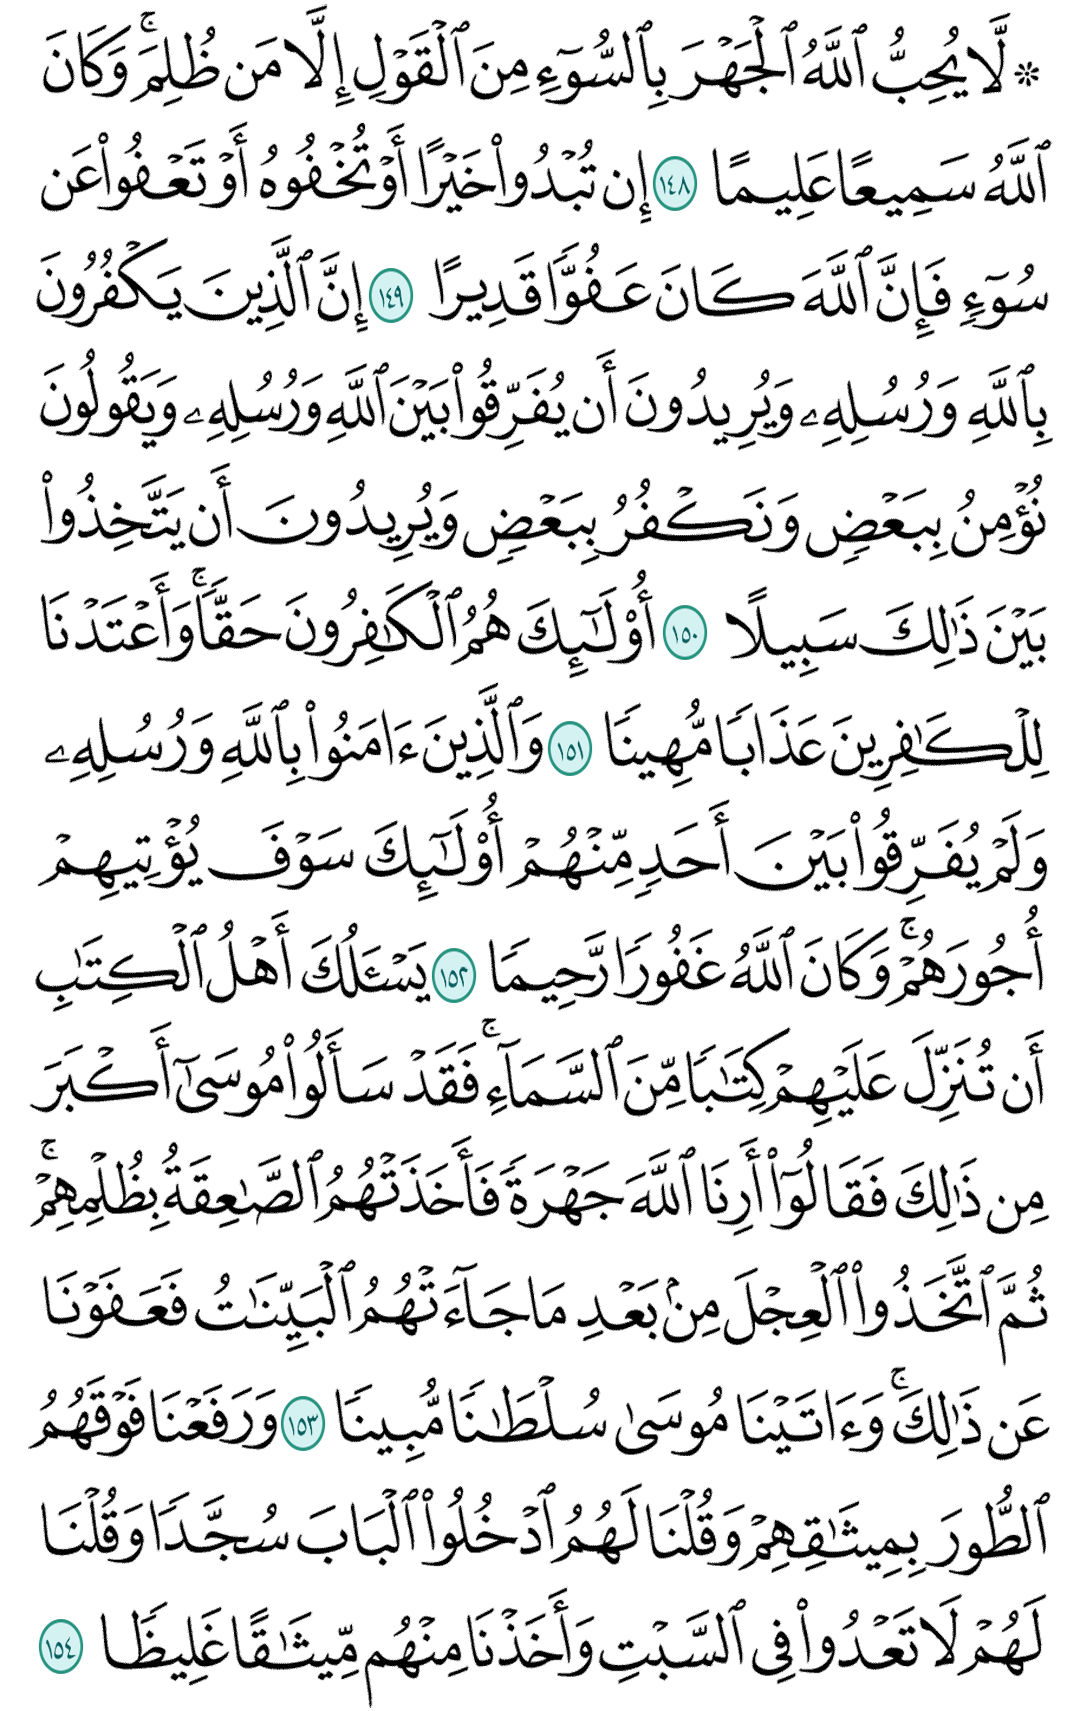 ۞ لَّا يُحِبُّ ٱللَّهُ ٱلْجَهْرَ بِٱلسُّوٓءِ مِنَ ٱلْقَوْلِ إِلَّا مَن ظُلِمَ ۚ وَكَانَ
ٱللَّهُ سَمِيعًا عَلِيمًا ١٤٨ إِن تُبْدُوا۟ خَيْرًا أَوْ تُخْفُوهُ أَوْ تَعْفُوا۟ عَن
سُوٓءٍ فَإِنَّ ٱللَّهَ كَانَ عَفُوًّا قَدِيرًا ١٤٩ إِنَّ ٱلَّذِينَ يَكْفُرُونَ
بِٱللَّهِ وَرُسُلِهِۦ وَيُرِيدُونَ أَن يُفَرِّقُوا۟ بَيْنَ ٱللَّهِ وَرُسُلِهِۦ وَيَقُولُونَ
نُؤْمِنُ بِبَعْضٍ وَنَكْفُرُ بِبَعْضٍ وَيُرِيدُونَ أَن يَتَّخِذُوا۟
بَيْنَ ذَٰلِكَ سَبِيلًا ١٥٠ أُو۟لَـٰٓئِكَ هُمُ ٱلْكَـٰفِرُونَ حَقًّا ۚ وَأَعْتَدْنَا
لِلْكَـٰفِرِينَ عَذَابًا مُّهِينًا ١٥١ وَٱلَّذِينَ ءَامَنُوا۟ بِٱللَّهِ وَرُسُلِهِۦ
وَلَمْ يُفَرِّقُوا۟ بَيْنَ أَحَدٍ مِّنْهُمْ أُو۟لَـٰٓئِكَ سَوْفَ يُؤْتِيهِمْ
أُجُورَهُمْ ۚ وَكَانَ ٱللَّهُ غَفُورًا رَّحِيمًا ١٥٢ يَسْـَٔلُكَ أَهْلُ ٱلْكِتَـٰبِ
أَن تُنَزِّلَ عَلَيْهِمْ كِتَـٰبًا مِّنَ ٱلسَّمَآءِ ۚ فَقَدْ سَأَلُوا۟ مُوسَىٰٓ أَكْبَرَ
مِن ذَٰلِكَ فَقَالُوٓا۟ أَرِنَا ٱللَّهَ جَهْرَةً فَأَخَذَتْهُمُ ٱلصَّـٰعِقَةُ بِظُلْمِهِمْ ۚ
ثُمَّ ٱتَّخَذُوا۟ ٱلْعِجْلَ مِنۢ بَعْدِ مَا جَآءَتْهُمُ ٱلْبَيِّنَـٰتُ فَعَفَوْنَا
عَن ذَٰلِكَ ۚ وَءَاتَيْنَا مُوسَىٰ سُلْطَـٰنًا مُّبِينًا ١٥٣ وَرَفَعْنَا فَوْقَهُمُ
ٱلطُّورَ بِمِيثَـٰقِهِمْ وَقُلْنَا لَهُمُ ٱدْخُلُوا۟ ٱلْبَابَ سُجَّدًا وَقُلْنَا
لَهُمْ لَا تَعْدُوا۟ فِى ٱلسَّبْتِ وَأَخَذْنَا مِنْهُم مِّيثَـٰقًا غَلِيظًا ١٥٤